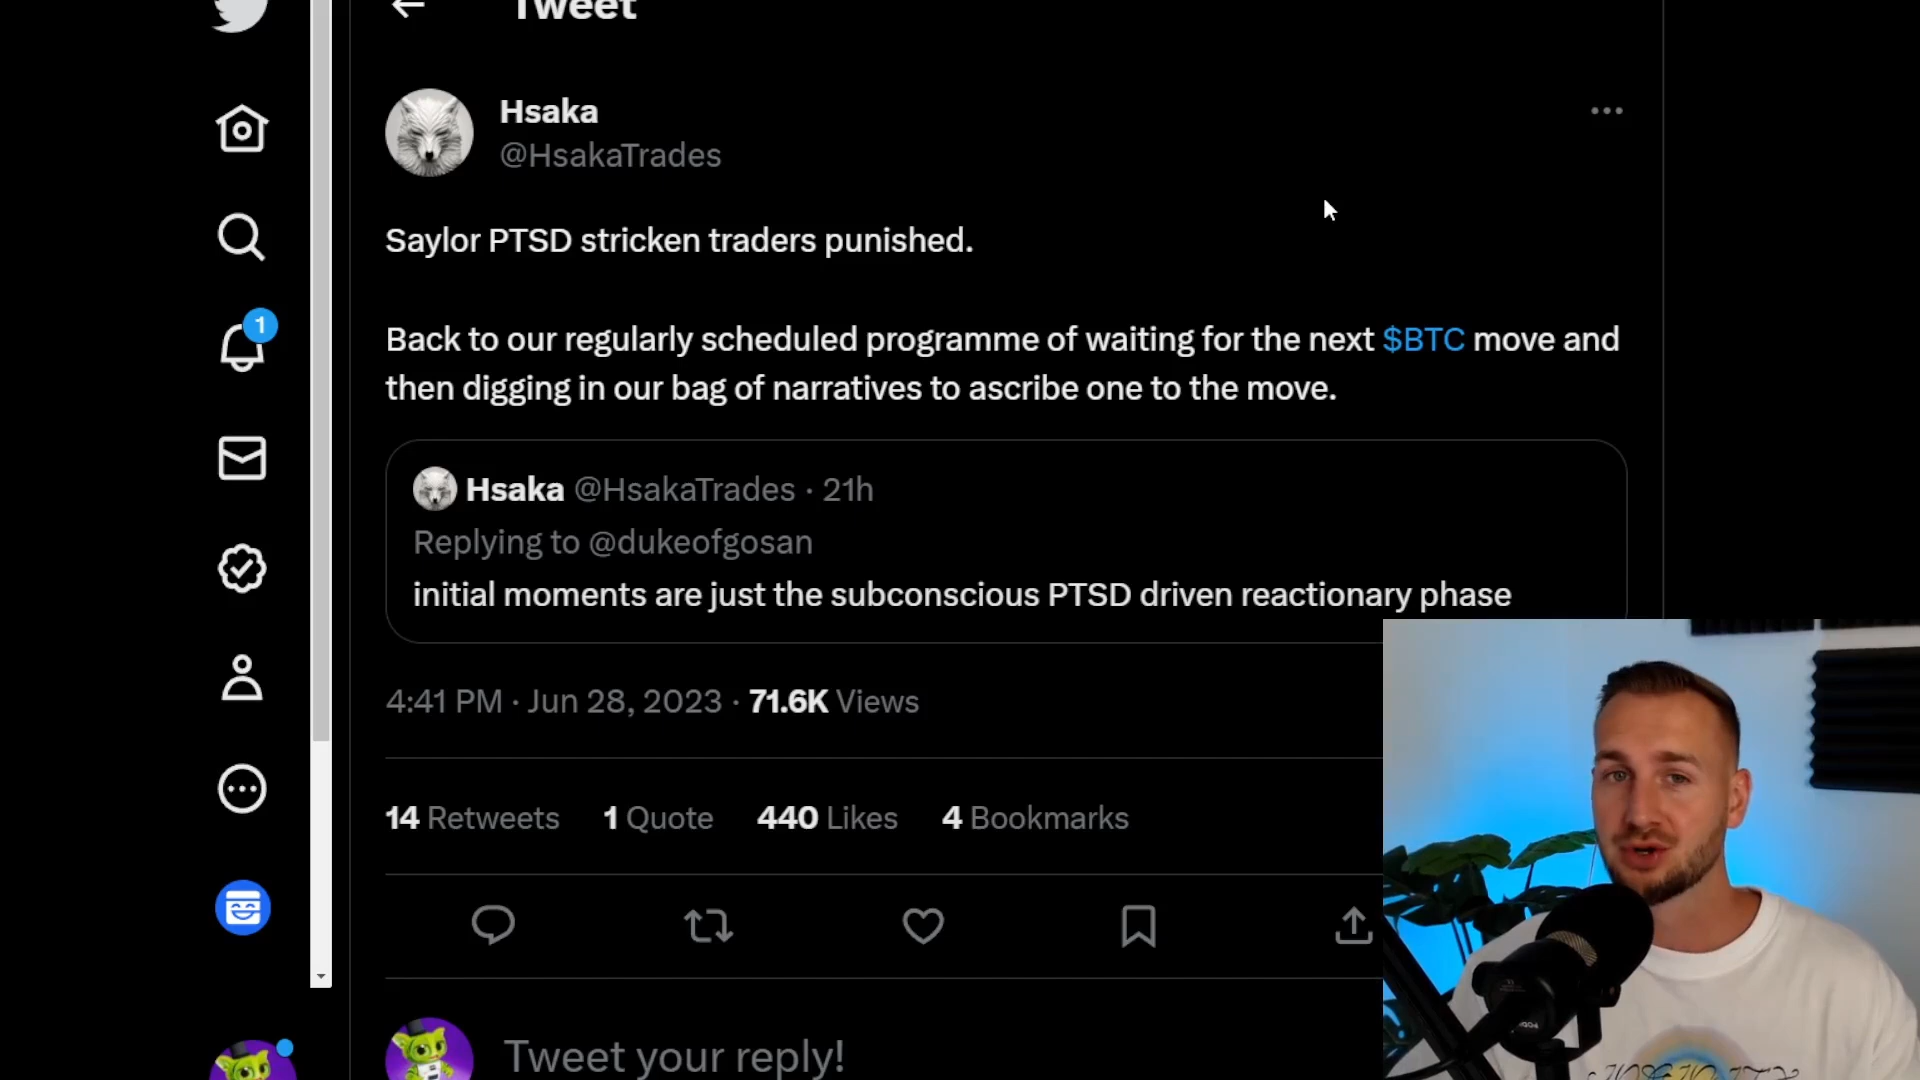 Tweet
Hsaka
@HsakaTrades
Saylor PTSD stricken traders punished.
Back to our regularly scheduled programme of waiting for the next $BTC move and
then digging in our bag of narratives to ascribe one to the move.
Hsaka @HsakaTrades · 21h
Replying to @dukeofgosan
initial moments are just the subconscious PTSD driven reactionary phase
4:41 PM · Jun 28, 2023 · 71.6K Views
14 Retweets 1 Quote 440 Likes 4 Bookmarks
Tweet your reply!
1